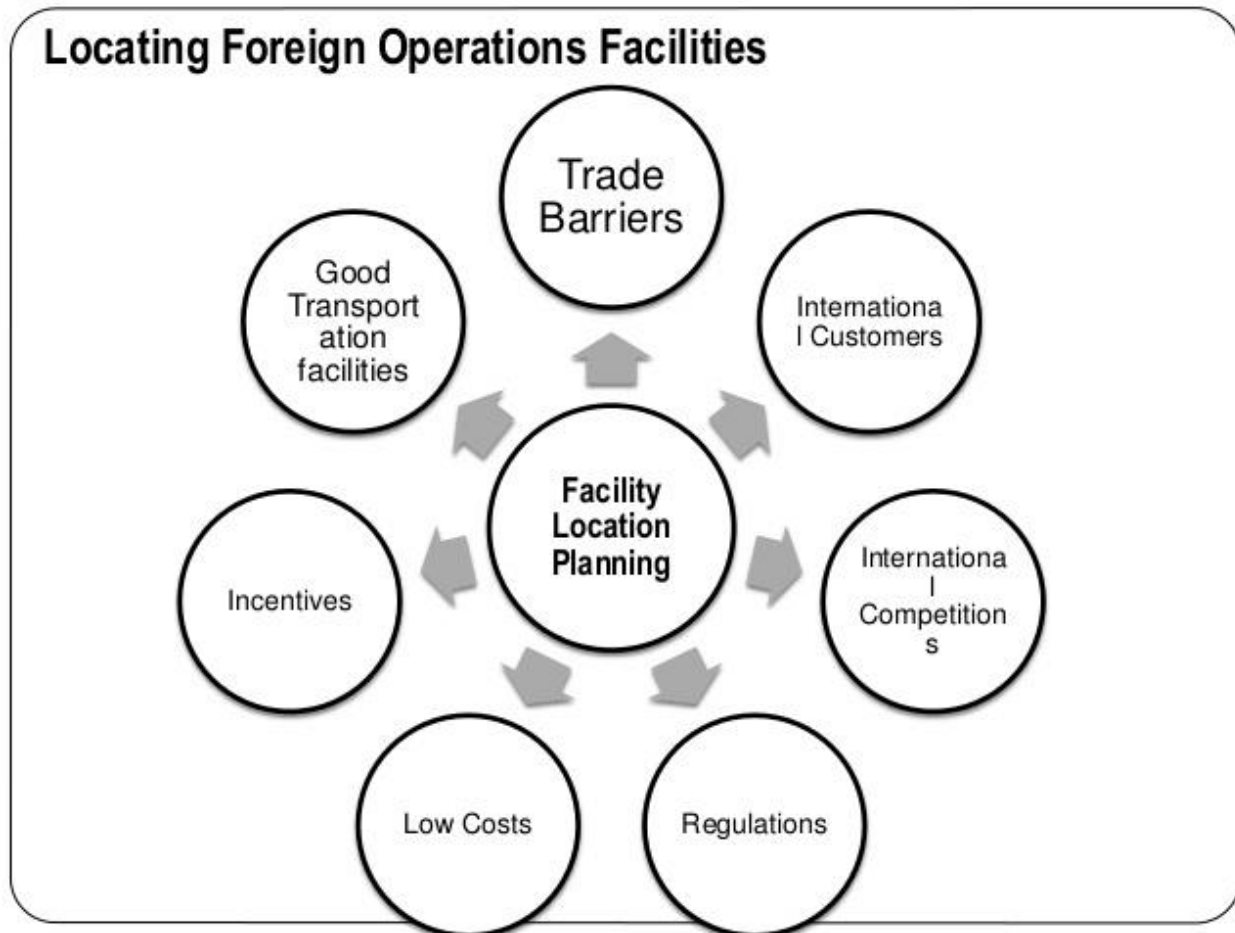 Locating Foreign Operations Facilities
Trade
Barriers
Internationa
l Customers
Internationa
l
Competition
s
Regulations
Low Costs
Incentives
Good
Transport
ation
facilities
Facility
Location
Planning